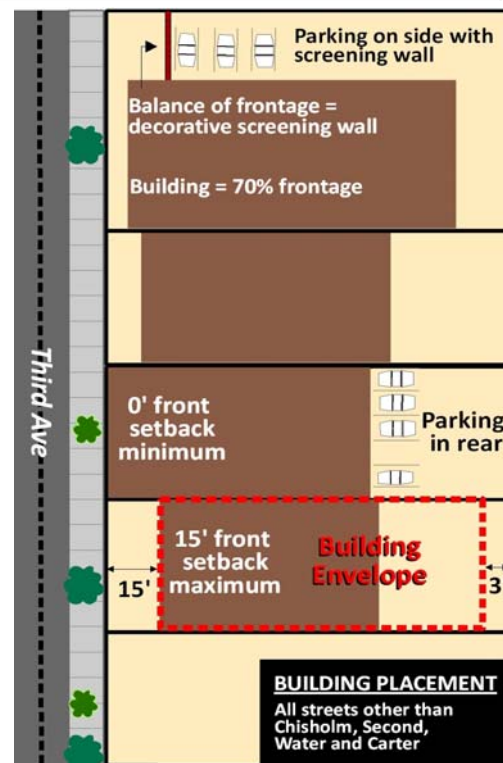 Parking on side with
screening wall
Balance of frontage =
decorative screening wall
Building = 70% frontage
Third Ave
0' front
setback
minimum
Parking
in rear
15' front
setback
maximum
Building
Envelope
15'
3
BUILDING PLACEMENT
All streets other than
Chisholm, Second,
Water and Carter